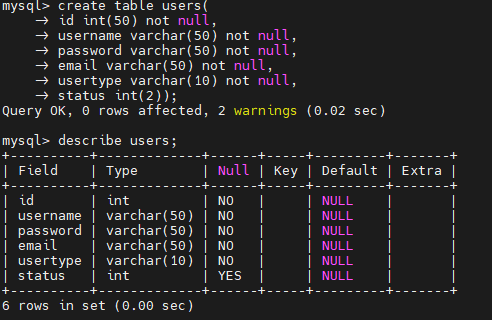 mysql> create table users(
    -> id int(50) not null,
    -> username varchar(50) not null,
    -> password varchar(50) not null,
    -> email varchar(50) not null,
    -> usertype varchar(10) not null,
    -> status int(2));
Query OK, 0 rows affected, 2 warnings (0.02 sec)

mysql> describe users;
+----------+-------------+------+-----+---------+-------+
| Field    | Type        | Null | Key | Default | Extra |
+----------+-------------+------+-----+---------+-------+
| id       | int         | NO   |     | NULL    |       |
| username | varchar(50) | NO   |     | NULL    |       |
| password | varchar(50) | NO   |     | NULL    |       |
| email    | varchar(50) | NO   |     | NULL    |       |
| usertype | varchar(10) | NO   |     | NULL    |       |
| status   | int         | YES  |     | NULL    |       |
+----------+-------------+------+-----+---------+-------+
6 rows in set (0.00 sec)